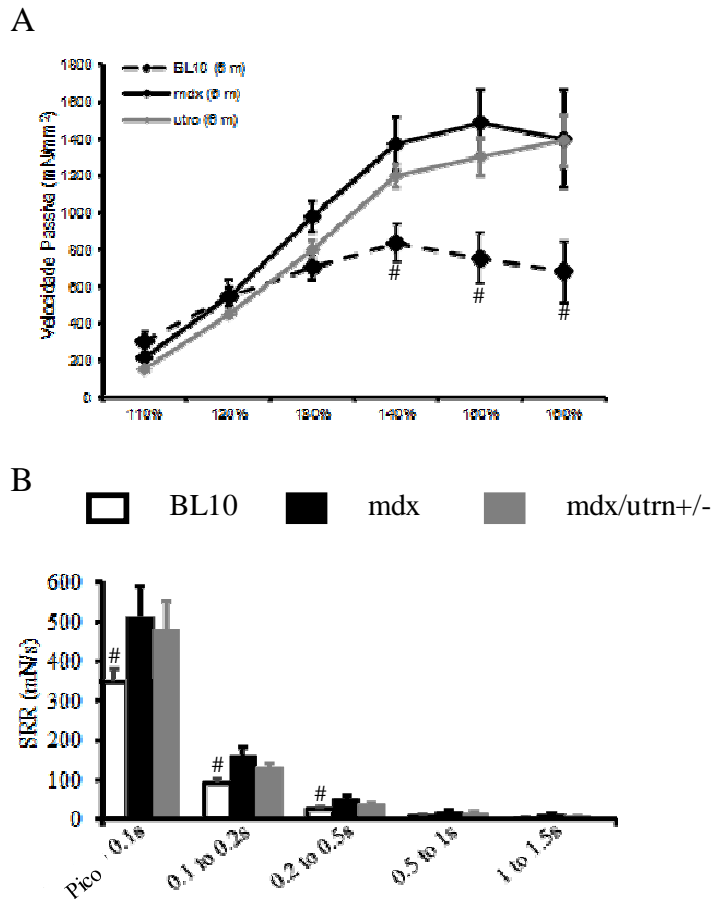 A
1800
BL10 (6 m)
mdx (6 m)
utro (6 m)
1600
1400
1200
1000
800
600
400
200
0
Velocidade Passiva (mN/mm²)
#
#
#
110%
120%
130%
140%
150%
160%
B
BL10
mdx
mdx/utrn+/-
600
500
400
300
200
100
0
SRR (mN/s)
#
#
#
Pico - 0.1s
0.1 to 0.2s
0.2 to 0.5s
0.5 to 1s
1 to 1.5s